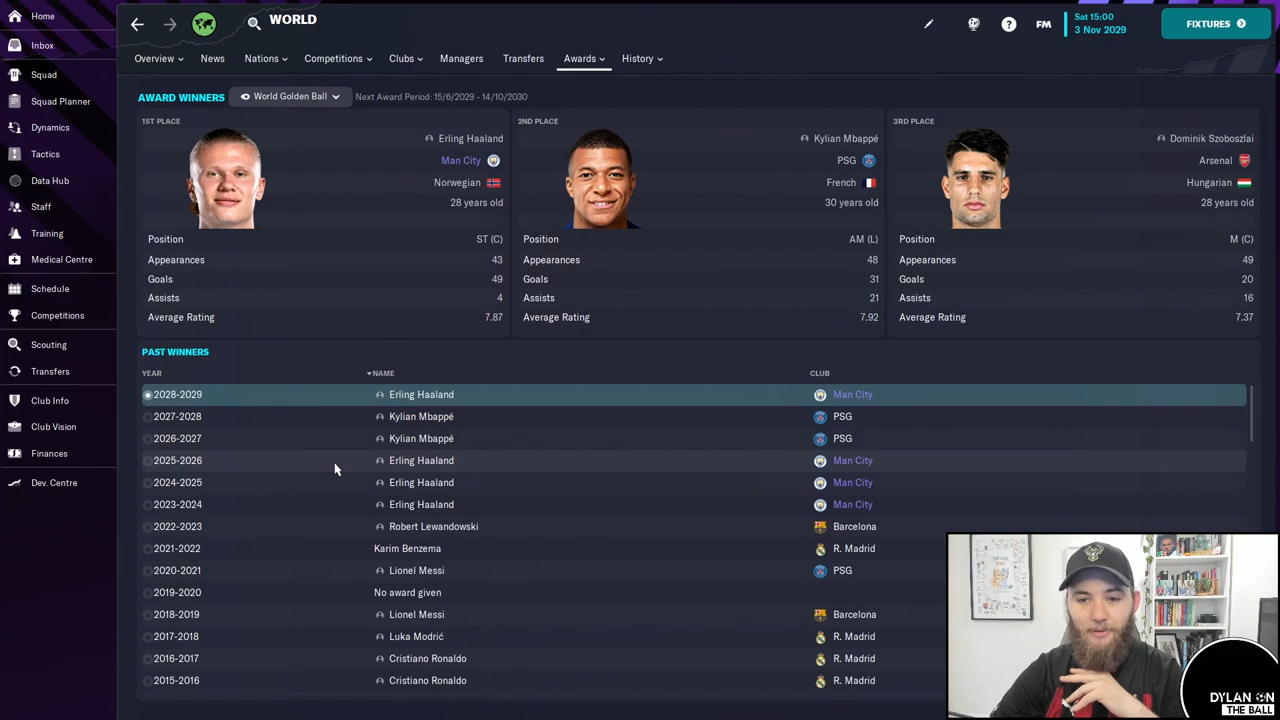 Home
WORLD
Sat 15:00
3 Nov 2029
FM
FIXTURES
Inbox
Squad
Squad Planner
Dynamics
Tactics
Data Hub
Staff
Training
Medical Centre
Schedule
Competitions
Scouting
Transfers
Club Info
Club Vision
Finances
Dev. Centre
Overview News Nations Competitions Clubs Managers Transfers Awards History
AWARD WINNERS World Golden Ball Next Award Period: 15/6/2029 - 14/10/2030
1ST PLACE
Erling Haaland
Man City
Norwegian
28 years old
Position ST (C)
Appearances 43
Goals 49
Assists 4
Average Rating 7.87
2ND PLACE
Kylian Mbappé
PSG
French
30 years old
Position AM (L)
Appearances 48
Goals 31
Assists 21
Average Rating 7.92
3RD PLACE
Dominik Szoboszlai
Arsenal
Hungarian
28 years old
Position M (C)
Appearances 49
Goals 20
Assists 16
Average Rating 7.37
PAST WINNERS
YEAR NAME CLUB
2028-2029 Erling Haaland Man City
2027-2028 Kylian Mbappé PSG
2026-2027 Kylian Mbappé PSG
2025-2026 Erling Haaland Man City
2024-2025 Erling Haaland Man City
2023-2024 Erling Haaland Man City
2022-2023 Robert Lewandowski Barcelona
2021-2022 Karim Benzema R. Madrid
2020-2021 Lionel Messi PSG
2019-2020 No award given
2018-2019 Lionel Messi Barcelona
2017-2018 Luka Modrić R. Madrid
2016-2017 Cristiano Ronaldo R. Madrid
2015-2016 Cristiano Ronaldo R. Madrid
DYLAN ON
THE BALL